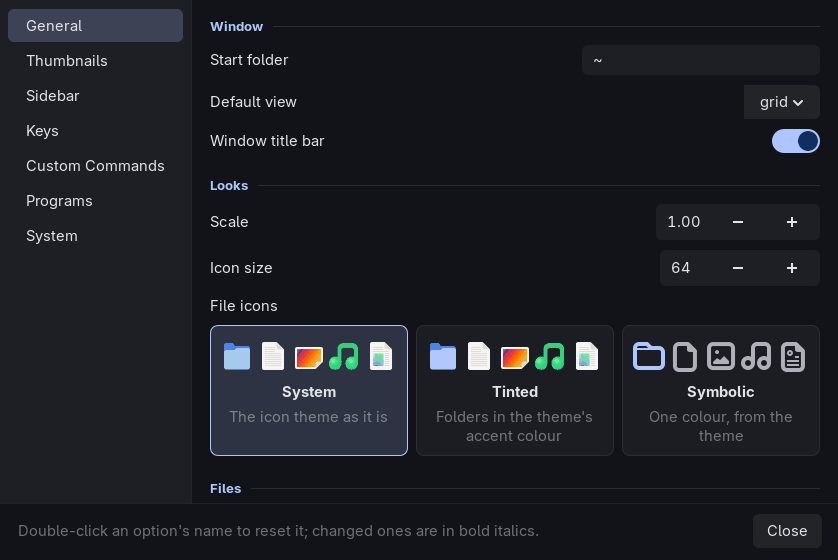 General
Thumbnails
Sidebar
Keys
Custom Commands
Programs
System
Window
Start folder
~
Default view
grid
Window title bar
Looks
Scale
1.00
Icon size
64
File icons
System
The icon theme as it is
Tinted
Folders in the theme's
accent colour
Symbolic
One colour, from the
theme
Files
Double-click an option's name to reset it; changed ones are in bold italics.
Close